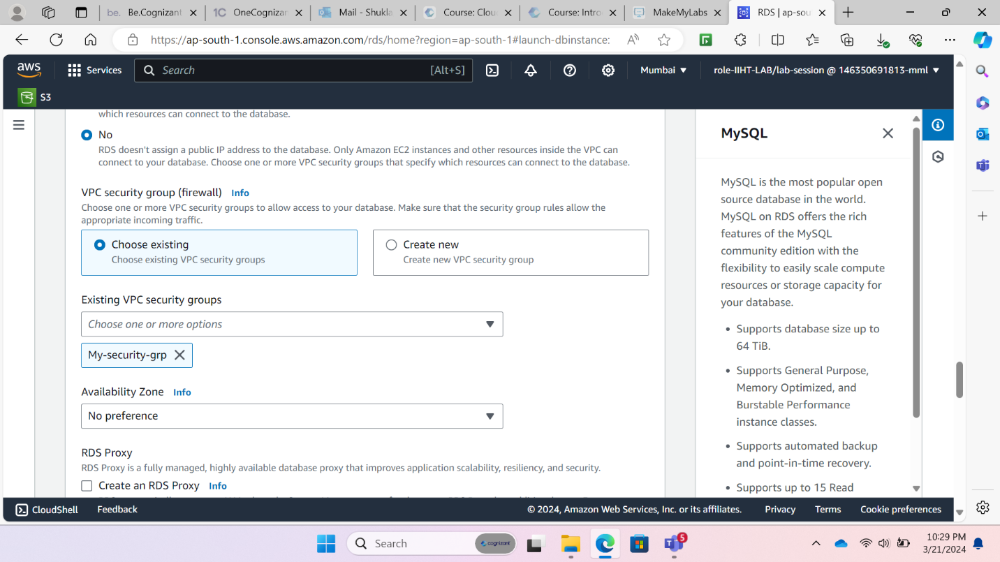 be. Be.Cognizant
1C OneCognizan
Mail - Shukla
Course: Clou
Course: Intro
MakeMyLabs
RDS | ap-sou
https://ap-south-1.console.aws.amazon.com/rds/home?region=ap-south-1#launch-dbinstance:
aws
Services
Search [Alt+S]
Mumbai
role-IIHT-LAB/lab-session @ 146350691813-mml
S3
which resources can connect to the database.
No
RDS doesn't assign a public IP address to the database. Only Amazon EC2 instances and other resources inside the VPC can
connect to your database. Choose one or more VPC security groups that specify which resources can connect to the database.
VPC security group (firewall) Info
Choose one or more VPC security groups to allow access to your database. Make sure that the security group rules allow the
appropriate incoming traffic.
Choose existing
Choose existing VPC security groups
Create new
Create new VPC security group
Existing VPC security groups
Choose one or more options
My-security-grp
Availability Zone Info
No preference
RDS Proxy
RDS Proxy is a fully managed, highly available database proxy that improves application scalability, resiliency, and security.
Create an RDS Proxy Info
MySQL
MySQL is the most popular open
source database in the world.
MySQL on RDS offers the rich
features of the MySQL
community edition with the
flexibility to easily scale compute
resources or storage capacity for
your database.
• Supports database size up to
64 TiB.
• Supports General Purpose,
Memory Optimized, and
Burstable Performance
instance classes.
• Supports automated backup
and point-in-time recovery.
• Supports up to 15 Read
CloudShell
Feedback
© 2024, Amazon Web Services, Inc. or its affiliates.
Privacy
Terms
Cookie preferences
Search
cognizant
5
10:29 PM
3/21/2024